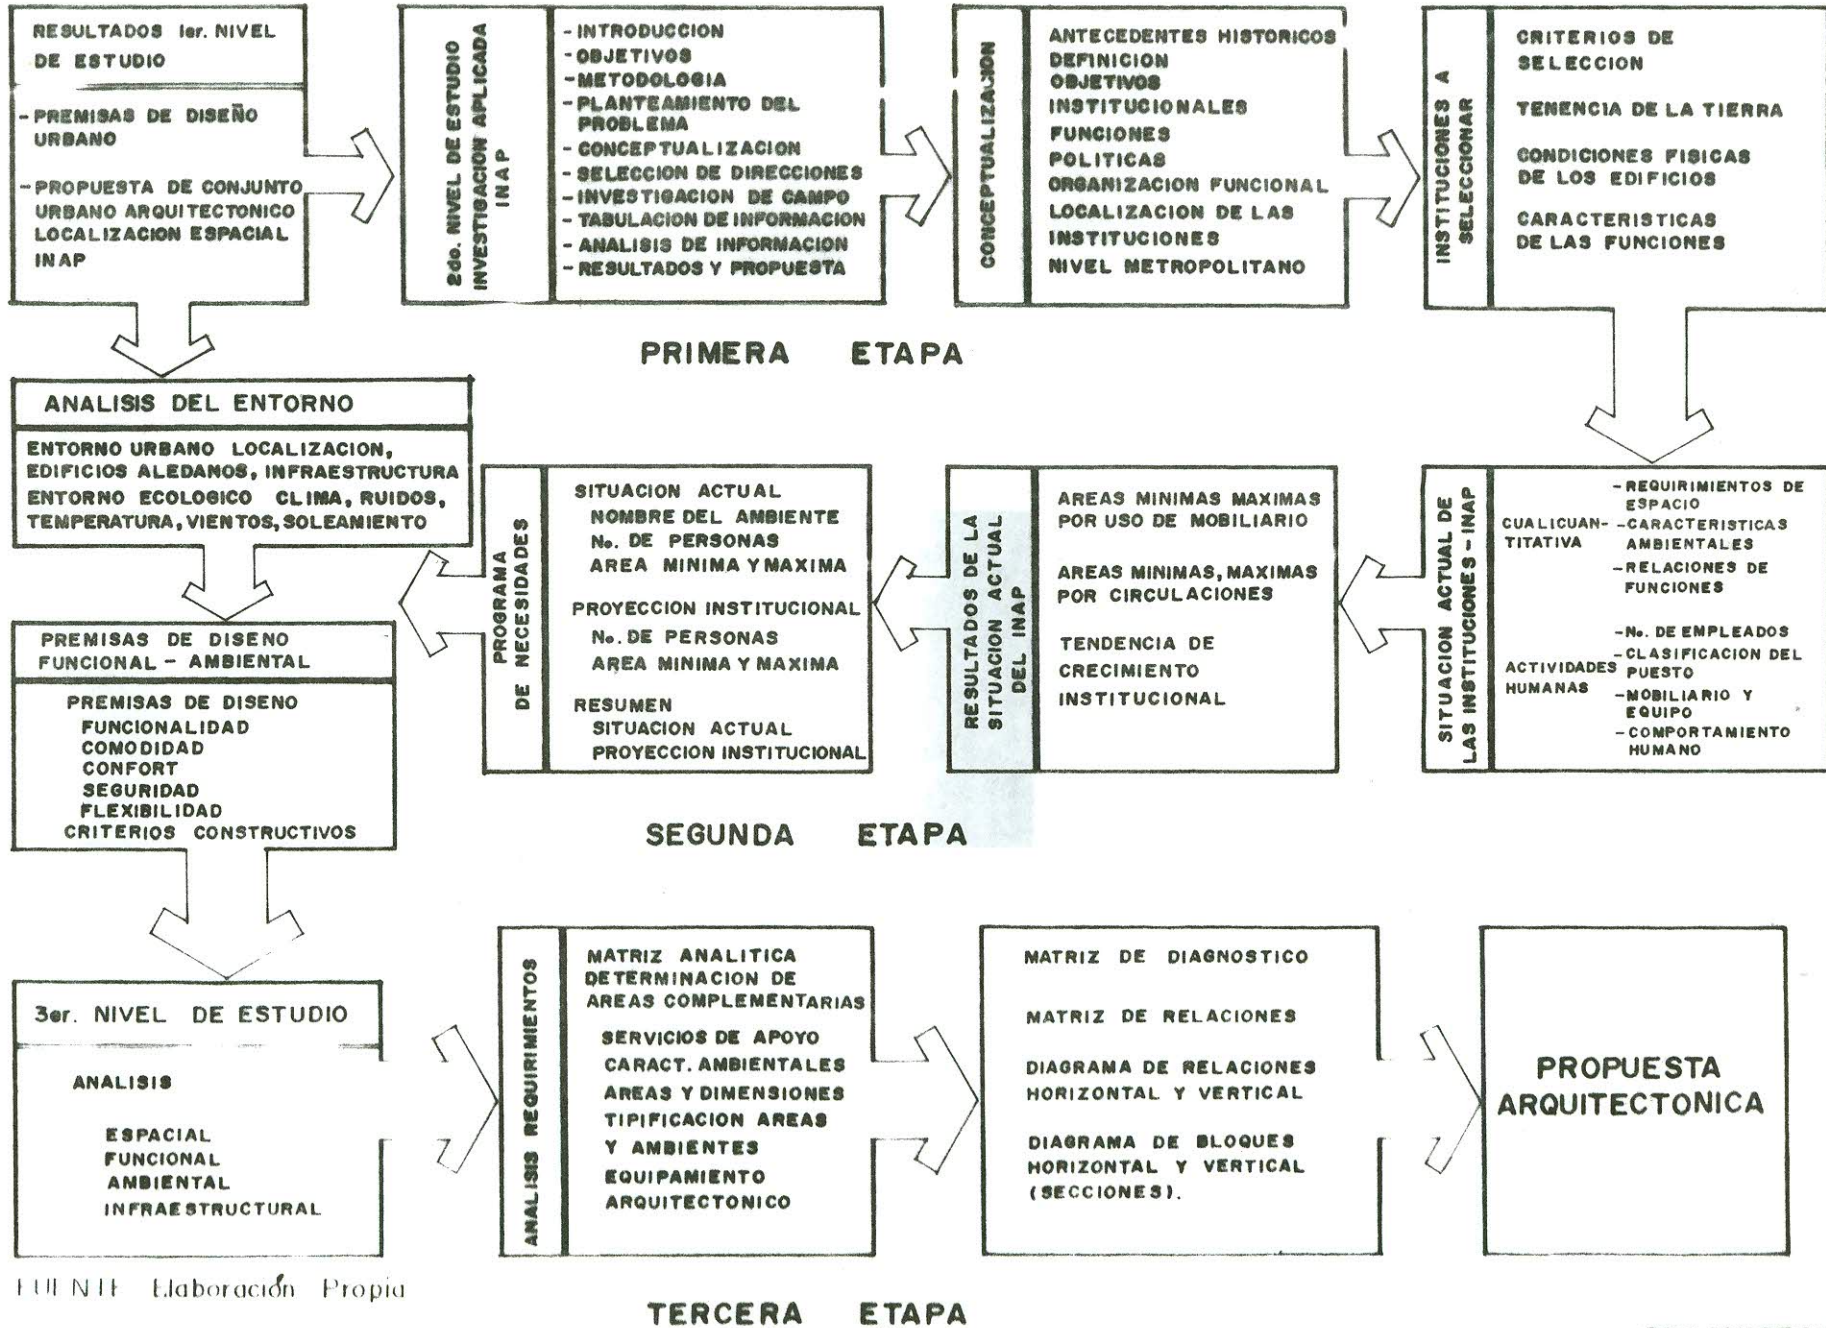 RESULTADOS 1er. NIVEL
DE ESTUDIO
- PREMISAS DE DISEÑO
URBANO
- PROPUESTA DE CONJUNTO
URBANO ARQUITECTONICO
LOCALIZACION ESPACIAL
INAP
2do. NIVEL DE ESTUDIO
INVESTIGACION APLICADA
INAP
- INTRODUCCION
- OBJETIVOS
- METODOLOGIA
- PLANTEAMIENTO DEL
PROBLEMA
- CONCEPTUALIZACION
- SELECCION DE DIRECCIONES
- INVESTIGACION DE CAMPO
- TABULACION DE INFORMACION
- ANALISIS DE INFORMACION
- RESULTADOS Y PROPUESTA
CONCEPTUALIZACION
ANTECEDENTES HISTORICOS
DEFINICION
OBJETIVOS
INSTITUCIONALES
FUNCIONES
POLITICAS
ORGANIZACION FUNCIONAL
LOCALIZACION DE LAS
INSTITUCIONES
NIVEL METROPOLITANO
INSTITUCIONES A
SELECCIONAR
CRITERIOS DE
SELECCION
TENENCIA DE LA TIERRA
CONDICIONES FISICAS
DE LOS EDIFICIOS
CARACTERISTICAS
DE LAS FUNCIONES
PRIMERA ETAPA
ANALISIS DEL ENTORNO
ENTORNO URBANO LOCALIZACION,
EDIFICIOS ALEDANOS, INFRAESTRUCTURA
ENTORNO ECOLOGICO CLIMA, RUIDOS,
TEMPERATURA, VIENTOS, SOLEAMIENTO
PREMISAS DE DISENO
FUNCIONAL - AMBIENTAL
PREMISAS DE DISENO
FUNCIONALIDAD
COMODIDAD
CONFORT
SEGURIDAD
FLEXIBILIDAD
CRITERIOS CONSTRUCTIVOS
PROGRAMA
DE NECESIDADES
SITUACION ACTUAL
NOMBRE DEL AMBIENTE
No. DE PERSONAS
AREA MINIMA Y MAXIMA
PROYECCION INSTITUCIONAL
No. DE PERSONAS
AREA MINIMA Y MAXIMA
RESUMEN
SITUACION ACTUAL
PROYECCION INSTITUCIONAL
RESULTADOS DE LA
SITUACION ACTUAL
DEL INAP
AREAS MINIMAS MAXIMAS
POR USO DE MOBILIARIO
AREAS MINIMAS, MAXIMAS
POR CIRCULACIONES
TENDENCIA DE
CRECIMIENTO
INSTITUCIONAL
SITUACION ACTUAL DE
LAS INSTITUCIONES - INAP
CUALICUAN-
TITATIVA
- REQUIRIMIENTOS DE
ESPACIO
- CARACTERISTICAS
AMBIENTALES
- RELACIONES DE
FUNCIONES
ACTIVIDADES
HUMANAS
- No. DE EMPLEADOS
- CLASIFICACION DEL
PUESTO
- MOBILIARIO Y
EQUIPO
- COMPORTAMIENTO
HUMANO
SEGUNDA ETAPA
3er. NIVEL DE ESTUDIO
ANALISIS
ESPACIAL
FUNCIONAL
AMBIENTAL
INFRAESTRUCTURAL
ANALISIS REQUIRIMIENTOS
MATRIZ ANALITICA
DETERMINACION DE
AREAS COMPLEMENTARIAS
SERVICIOS DE APOYO
CARACT. AMBIENTALES
AREAS Y DIMENSIONES
TIPIFICACION AREAS
Y AMBIENTES
EQUIPAMIENTO
ARQUITECTONICO
MATRIZ DE DIAGNOSTICO
MATRIZ DE RELACIONES
DIAGRAMA DE RELACIONES
HORIZONTAL Y VERTICAL
DIAGRAMA DE BLOQUES
HORIZONTAL Y VERTICAL
(SECCIONES).
PROPUESTA
ARQUITECTONICA
FUENTE Elaboración Propia
TERCERA ETAPA